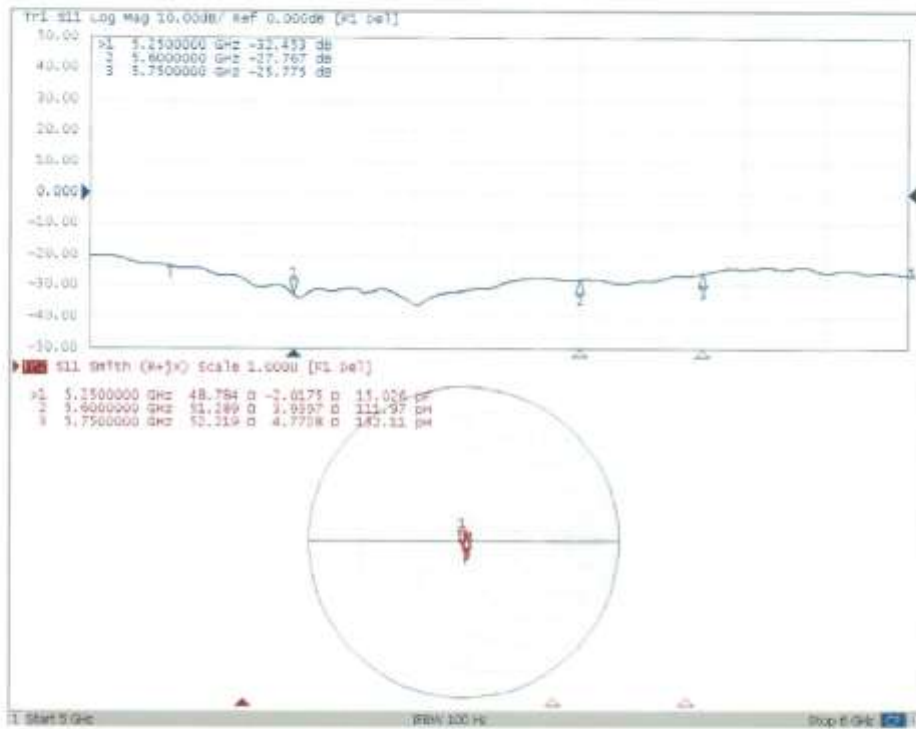 Tr1 S11 Log Mag 10.00dB/ Ref 0.000dB [F1 Del]
50.00
40.00
30.00
20.00
10.00
0.000
-10.00
-20.00
-30.00
-40.00
-50.00
>1 5.2500000 GHz -32.453 dB
2 5.6000000 GHz -27.767 dB
3 5.7500000 GHz -25.775 dB
S11 Smith (R+jX) Scale 1.0000 [F1 Del]
>1 5.2500000 GHz 48.784 Ω -2.0175 Ω 15.026 pF
2 5.6000000 GHz 51.289 Ω 3.9397 Ω 111.97 pH
3 5.7500000 GHz 52.219 Ω 4.7708 Ω 132.11 pH
1
2
3
1 Start 5 GHz
IFBW 100 Hz
Stop 6 GHz